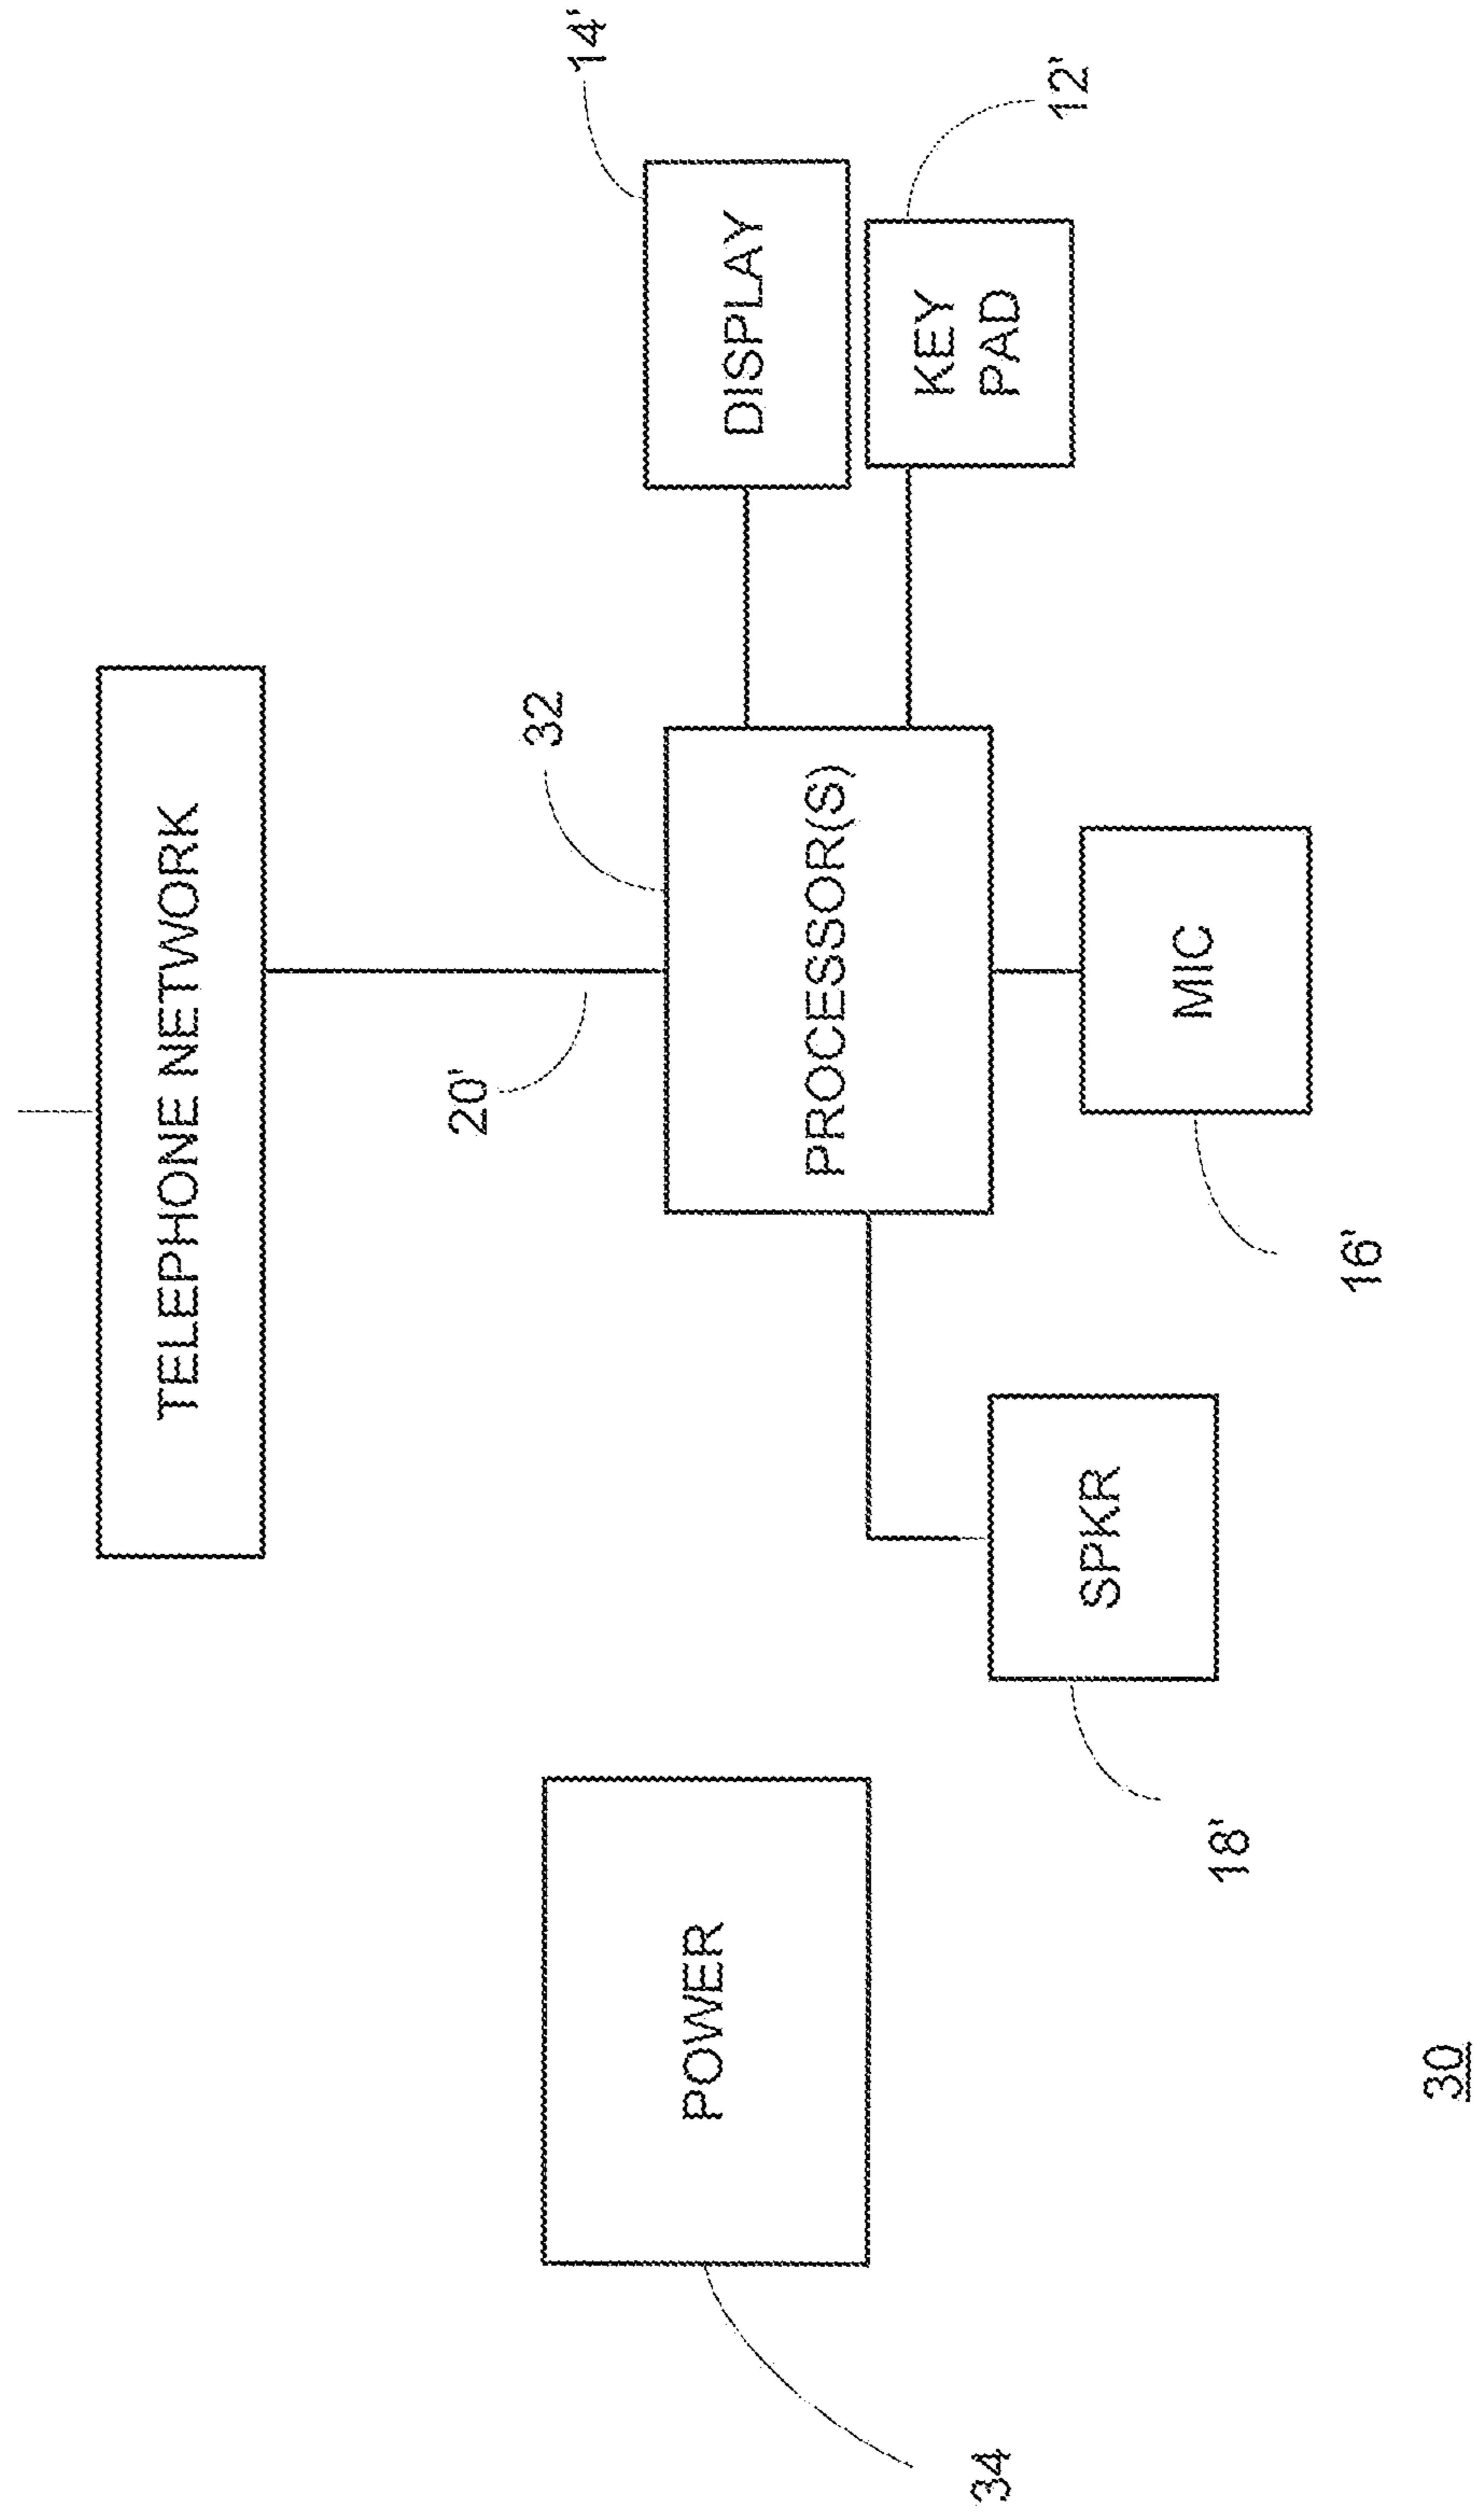 TELEPHONE NETWORK
20'
32
14'
PROCESSOR(S)
DISPLAY
POWER
KEY
PAD
12'
SPKR
MIC
34
18'
16'
30